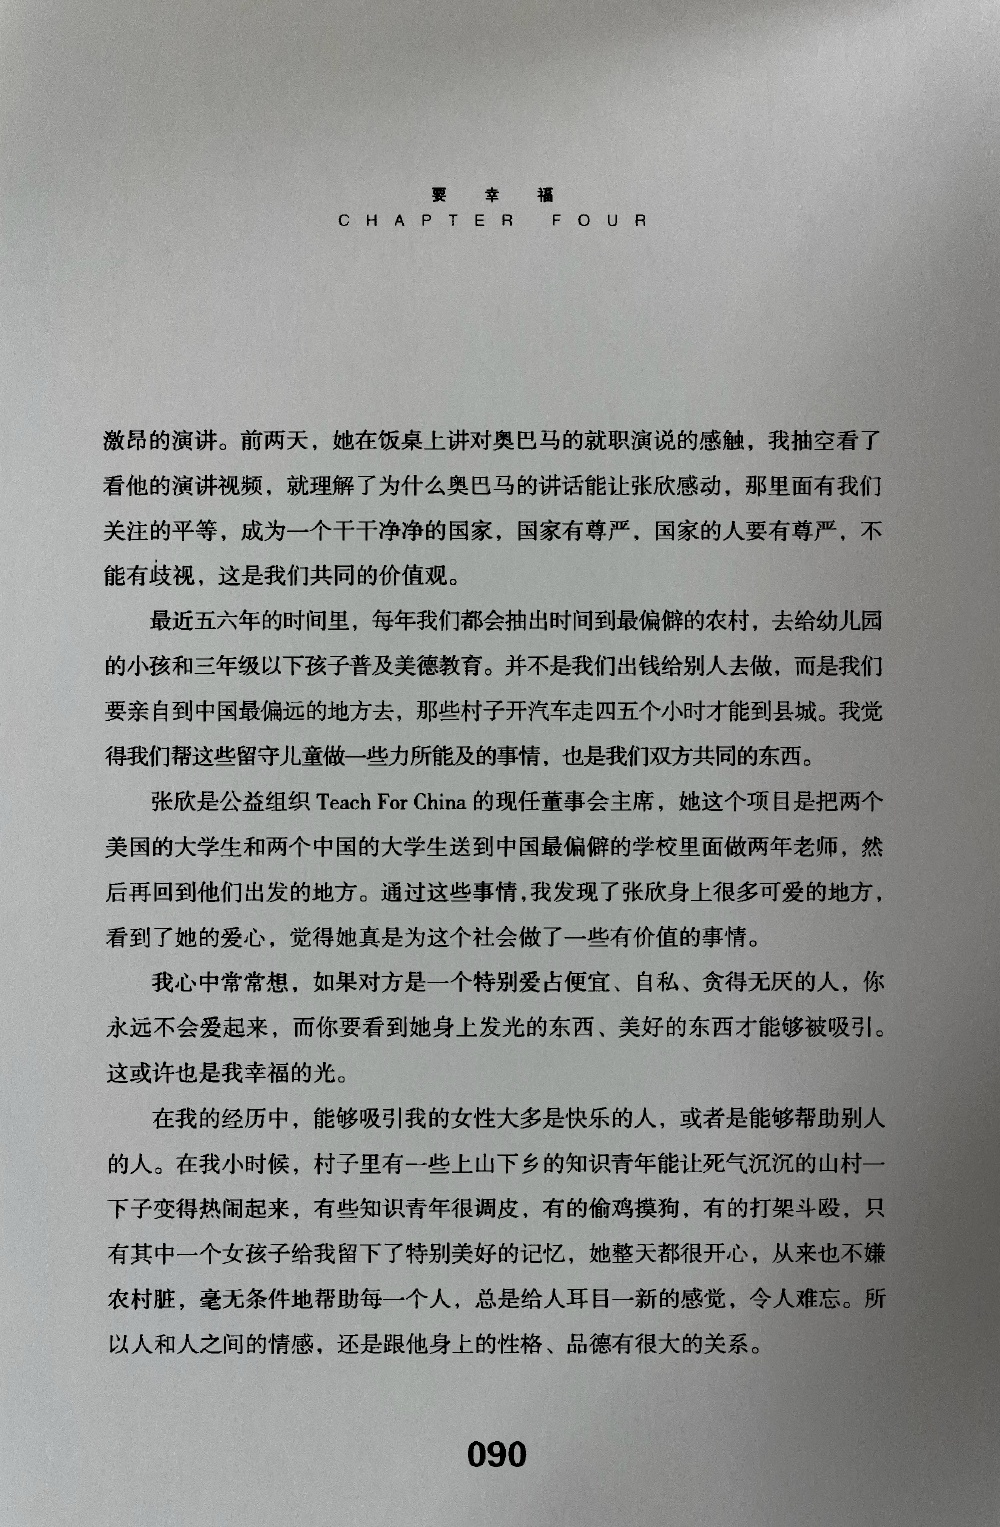 要幸福
CHAPTER FOUR
激昂的演讲。前两天，她在饭桌上讲对奥巴马的就职演说的感触，我抽空看了
看他的演讲视频，就理解了为什么奥巴马的讲话能让张欣感动，那里面有我们
关注的平等，成为一个干干净净的国家，国家有尊严，国家的人要有尊严，不
能有歧视，这是我们共同的价值观。
最近五六年的时间里，每年我们都会抽出时间到最偏僻的农村，去给幼儿园
的小孩和三年级以下孩子普及美德教育。并不是我们出钱给别人去做，而是我们
要亲自到中国最偏远的地方去，那些村子开汽车走四五个小时才能到县城。我觉
得我们帮这些留守儿童做一些力所能及的事情，也是我们双方共同的东西。
张欣是公益组织 Teach For China 的现任董事会主席，她这个项目是把两个
美国的大学生和两个中国的大学生送到中国最偏僻的学校里面做两年老师，然
后再回到他们出发的地方。通过这些事情，我发现了张欣身上很多可爱的地方，
看到了她的爱心，觉得她真是为这个社会做了一些有价值的事情。
我心中常常想，如果对方是一个特别爱占便宜、自私、贪得无厌的人，你
永远不会爱起来，而你要看到她身上发光的东西、美好的东西才能够被吸引。
这或许也是我幸福的光。
在我的经历中，能够吸引我的女性大多是快乐的人，或者是能够帮助别人
的人。在我小时候，村子里有一些上山下乡的知识青年能让死气沉沉的山村一
下子变得热闹起来，有些知识青年很调皮，有的偷鸡摸狗，有的打架斗殴，只
有其中一个女孩子给我留下了特别美好的记忆，她整天都很开心，从来也不嫌
农村脏，毫无条件地帮助每一个人，总是给人耳目一新的感觉，令人难忘。所
以人和人之间的情感，还是跟他身上的性格、品德有很大的关系。
090